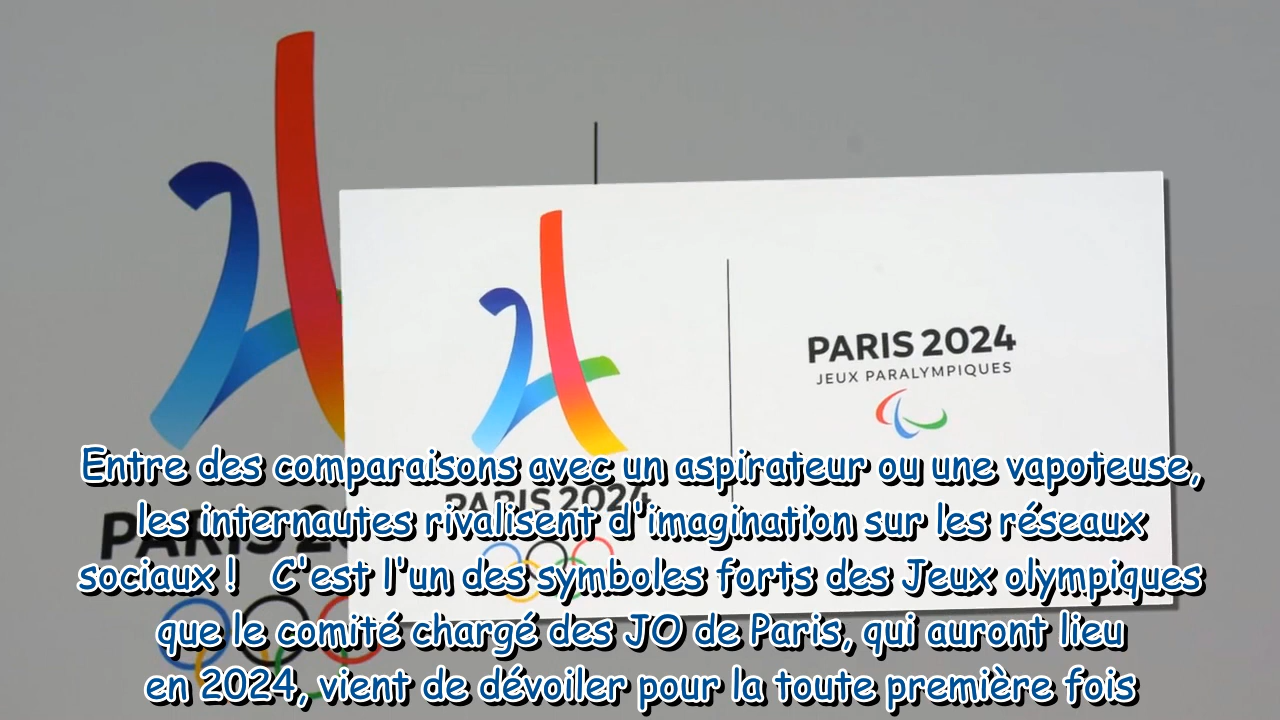 PARIS 2024
JEUX PARALYMPIQUES
PARIS 2024
PARIS 2
Entre des comparaisons avec un aspirateur ou une vapoteuse,
les internautes rivalisent d'imagination sur les réseaux
sociaux ! C'est l'un des symboles forts des Jeux olympiques
que le comité chargé des JO de Paris, qui auront lieu
en 2024, vient de dévoiler pour la toute première fois